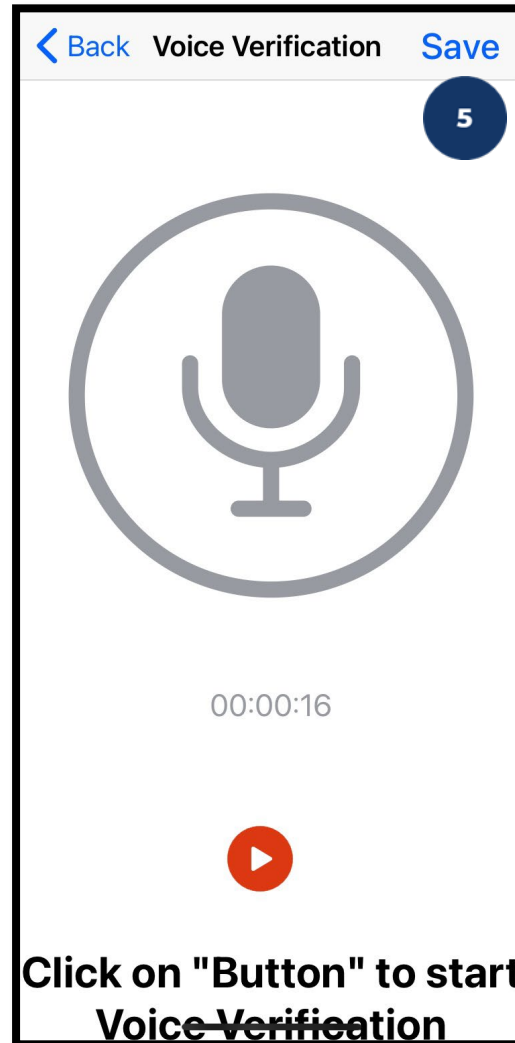 Back Voice Verification Save
5
00:00:16
Click on "Button" to start
Voice Verification